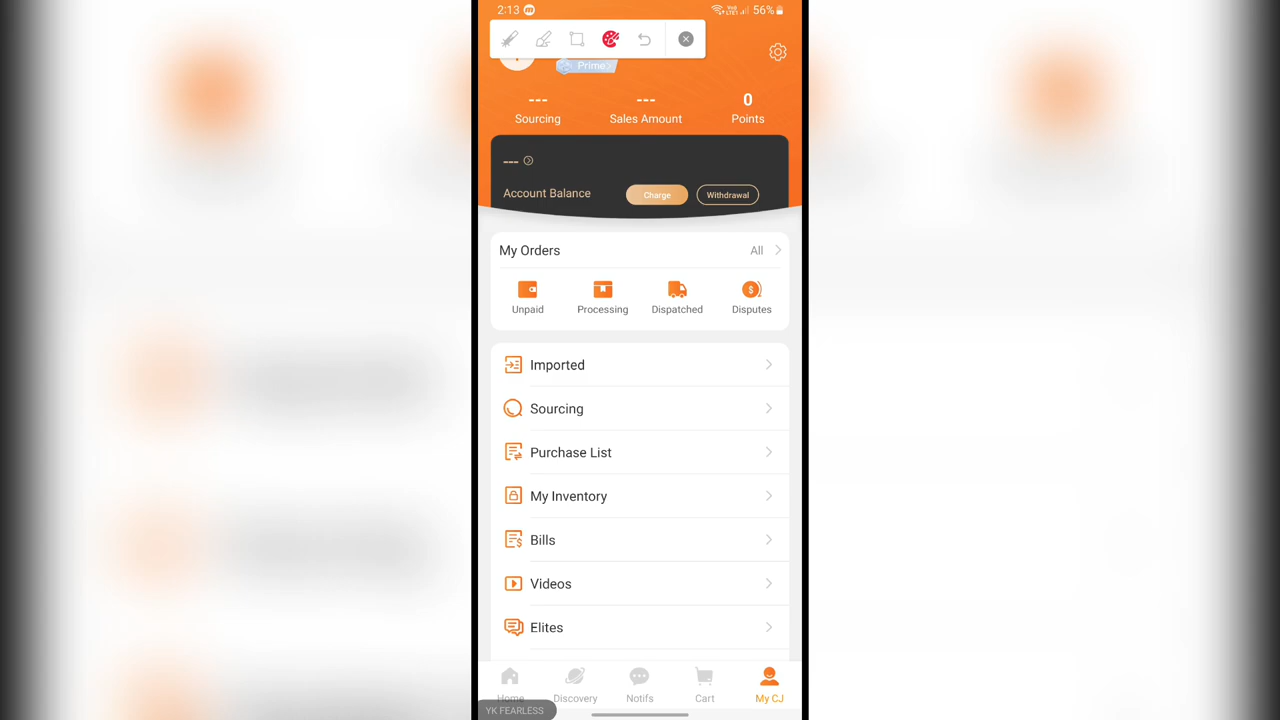 2:13
56%
Prime
--- --- 0
Sourcing Sales Amount Points
---
Account Balance Charge Withdrawal
My Orders All
Unpaid Processing Dispatched Disputes
Imported
Sourcing
Purchase List
My Inventory
Bills
Videos
Elites
Home Discovery Notifs Cart My CJ
YK FEARLESS